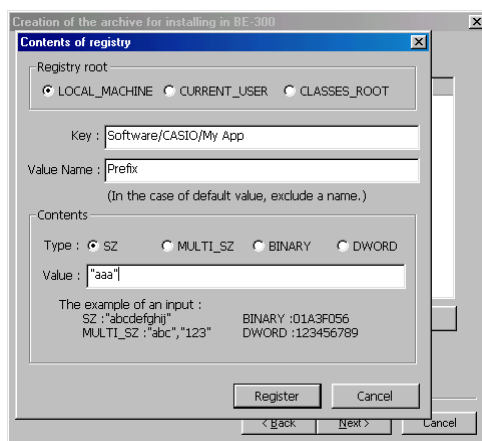 Creation of the archive for installing in BE-300
Contents of registry
Registry root
LOCAL_MACHINE CURRENT_USER CLASSES_ROOT
Key : Software/CASIO/My App
Value Name : Prefix
(In the case of default value, exclude a name.)
Contents
Type : SZ MULTI_SZ BINARY DWORD
Value : "aaa"
The example of an input :
SZ :"abcdefghij" BINARY :01A3F056
MULTI_SZ :"abc","123" DWORD :123456789
Register Cancel
< Back Next > Cancel